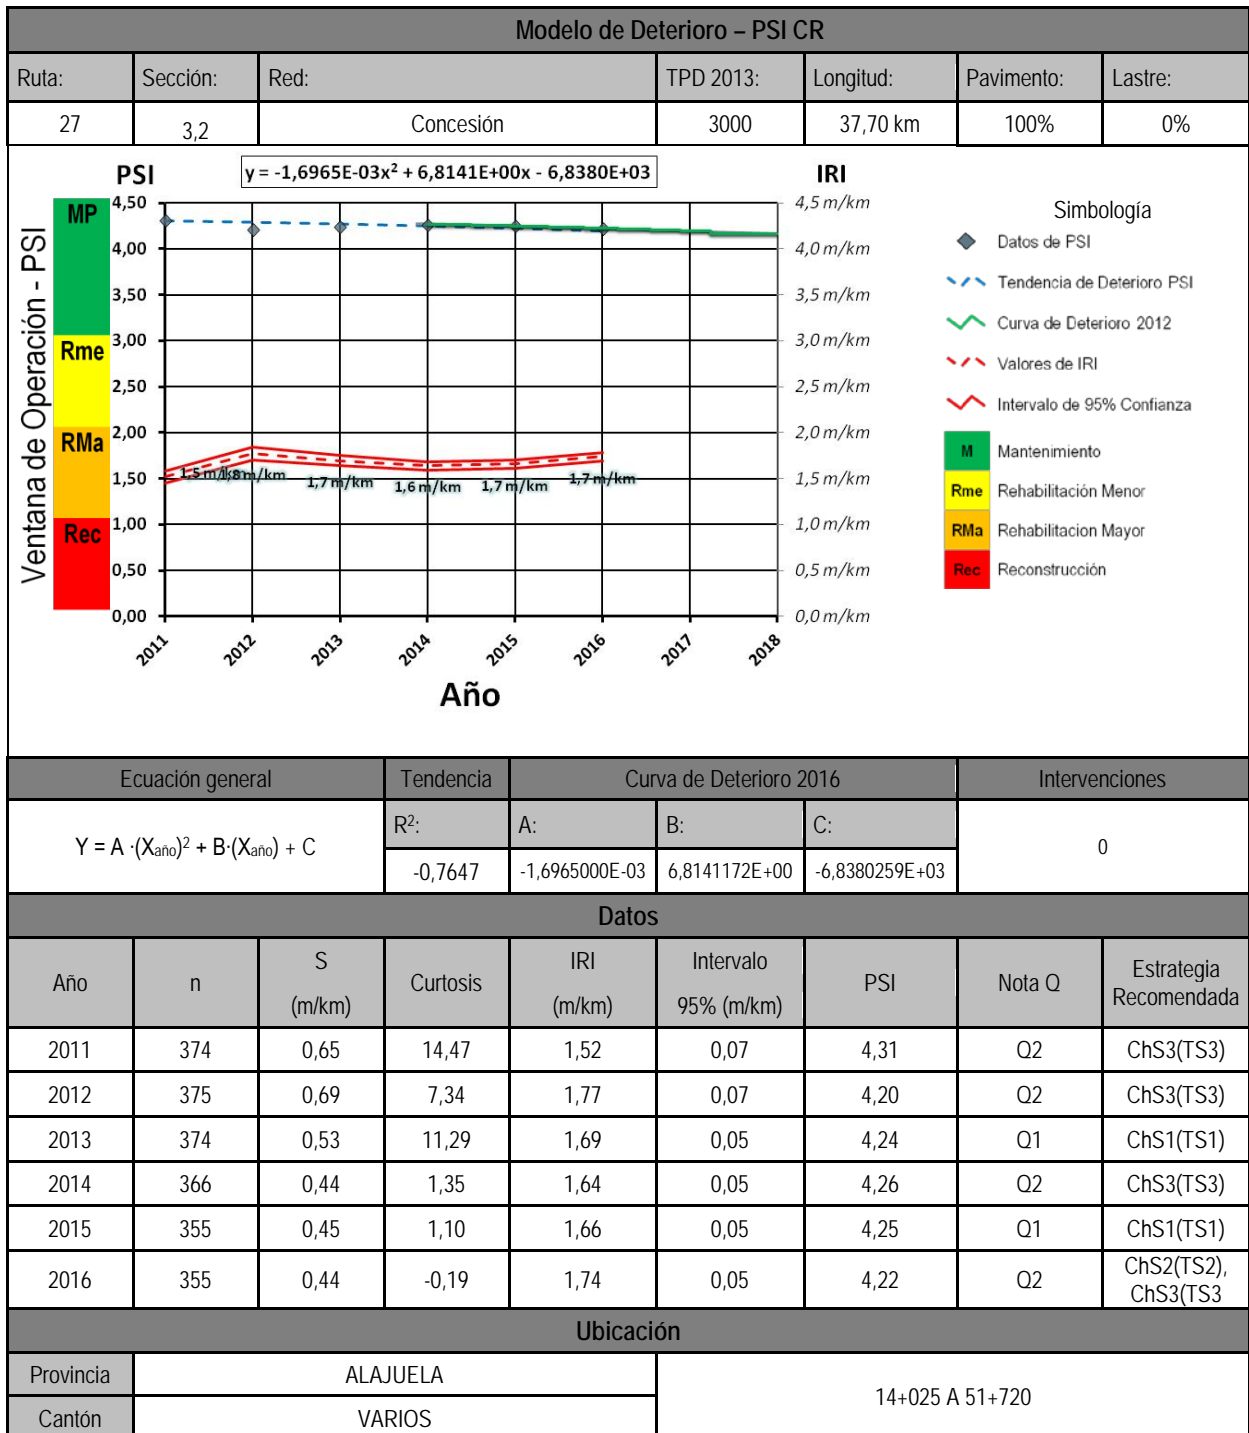 Modelo de Deterioro – PSI CR
Ruta: Sección: Red: TPD 2013: Longitud: Pavimento: Lastre:
27 3,2 Concesión 3000 37,70 km 100% 0%
PSI y = -1,6965E-03x² + 6,8141E+00x - 6,8380E+03 IRI
Ventana de Operación - PSI
MP
Rme
RMa
Rec
4,50
4,00
3,50
3,00
2,50
2,00
1,50
1,00
0,50
0,00
1,5 m/km 1,8 m/km 1,7 m/km 1,6 m/km 1,7 m/km 1,7 m/km
4,5 m/km
4,0 m/km
3,5 m/km
3,0 m/km
2,5 m/km
2,0 m/km
1,5 m/km
1,0 m/km
0,5 m/km
0,0 m/km
2011 2012 2013 2014 2015 2016 2017 2018
Año
Simbología
Datos de PSI
Tendencia de Deterioro PSI
Curva de Deterioro 2012
Valores de IRI
Intervalo de 95% Confianza
M Mantenimiento
Rme Rehabilitación Menor
RMa Rehabilitacion Mayor
Rec Reconstrucción
Ecuación general Tendencia Curva de Deterioro 2016 Intervenciones
Y = A ·(Xaño)² + B·(Xaño) + C R²: A: B: C: 0
-0,7647 -1,6965000E-03 6,8141172E+00 -6,8380259E+03
Datos
Año n S (m/km) Curtosis IRI (m/km) Intervalo 95% (m/km) PSI Nota Q Estrategia Recomendada
2011 374 0,65 14,47 1,52 0,07 4,31 Q2 ChS3(TS3)
2012 375 0,69 7,34 1,77 0,07 4,20 Q2 ChS3(TS3)
2013 374 0,53 11,29 1,69 0,05 4,24 Q1 ChS1(TS1)
2014 366 0,44 1,35 1,64 0,05 4,26 Q2 ChS3(TS3)
2015 355 0,45 1,10 1,66 0,05 4,25 Q1 ChS1(TS1)
2016 355 0,44 -0,19 1,74 0,05 4,22 Q2 ChS2(TS2), ChS3(TS3
Ubicación
Provincia ALAJUELA 14+025 A 51+720
Cantón VARIOS